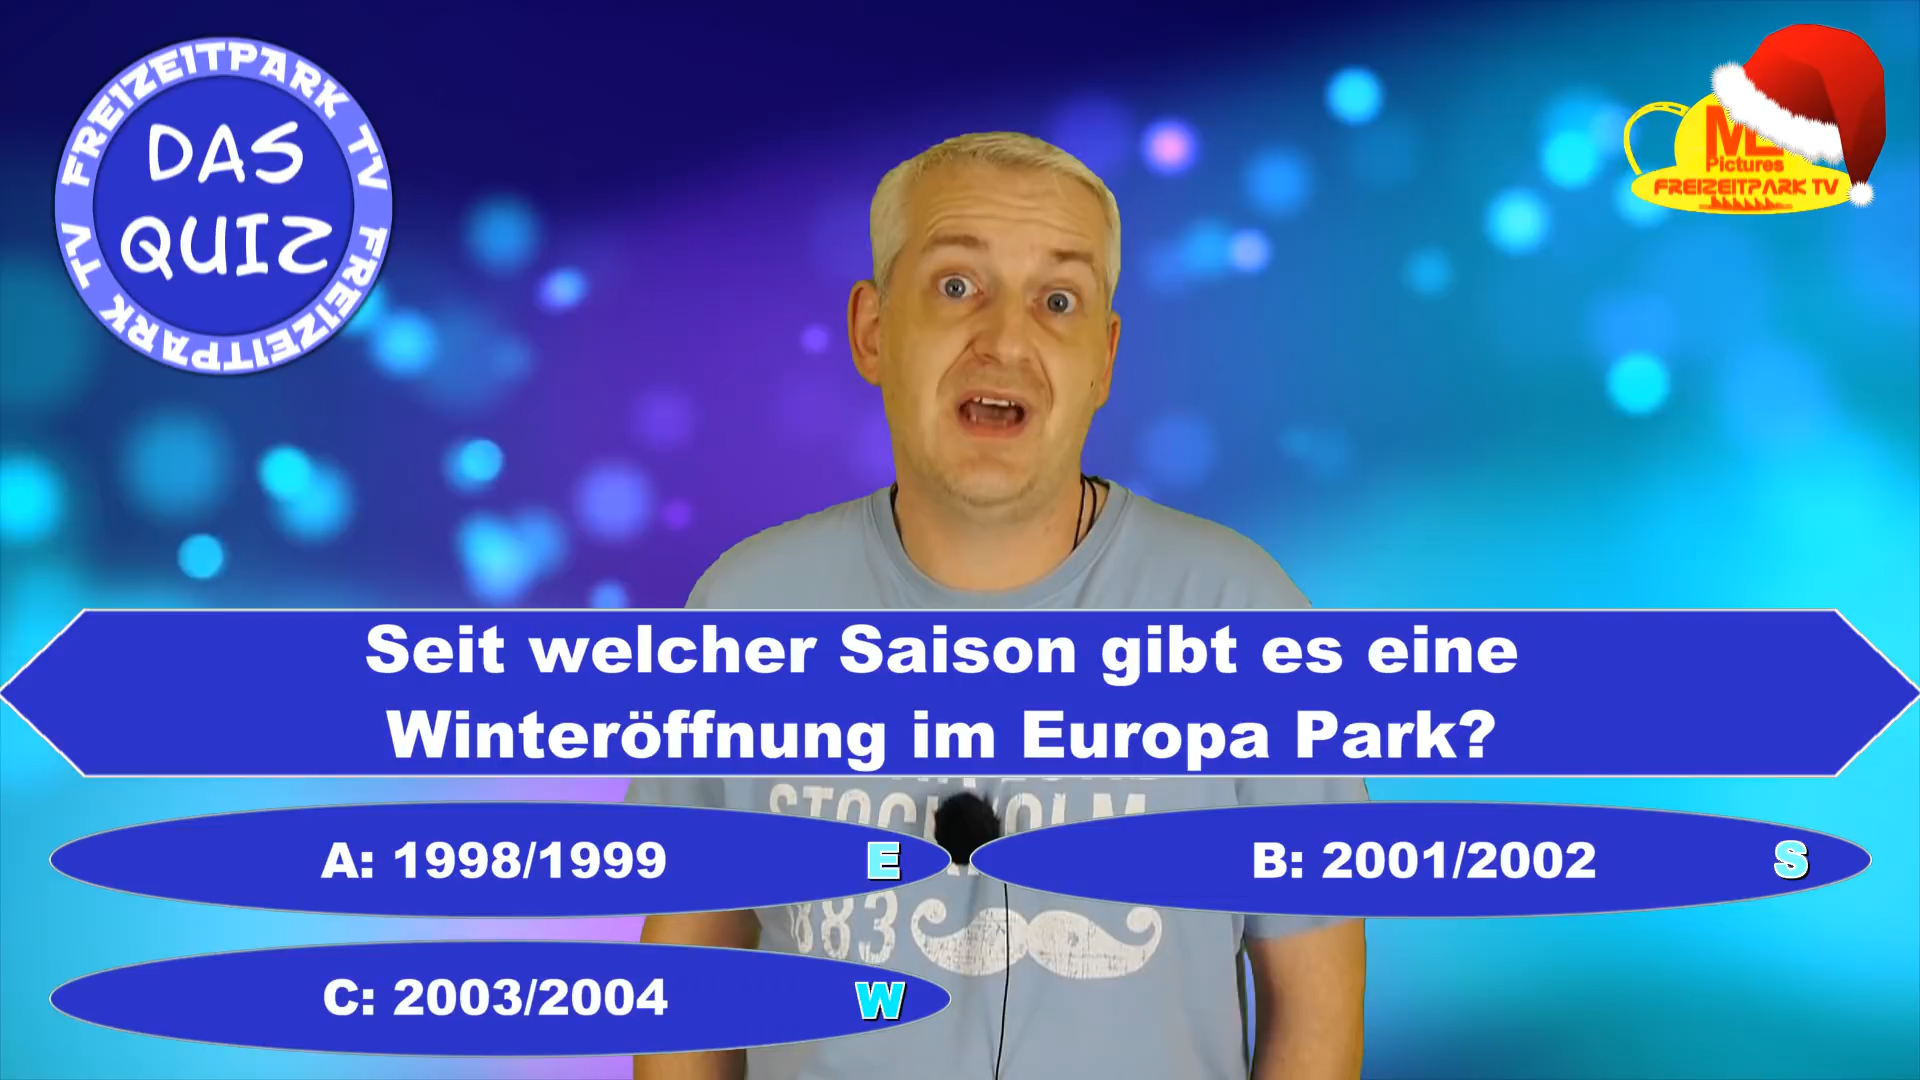 FREIZEITPARK TV FREIZEITPARK TV
DAS
QUIZ
Pictures
FREIZEITPARK TV
Seit welcher Saison gibt es eine
Winteröffnung im Europa Park?
A: 1998/1999 E
B: 2001/2002 S
C: 2003/2004 W
1883